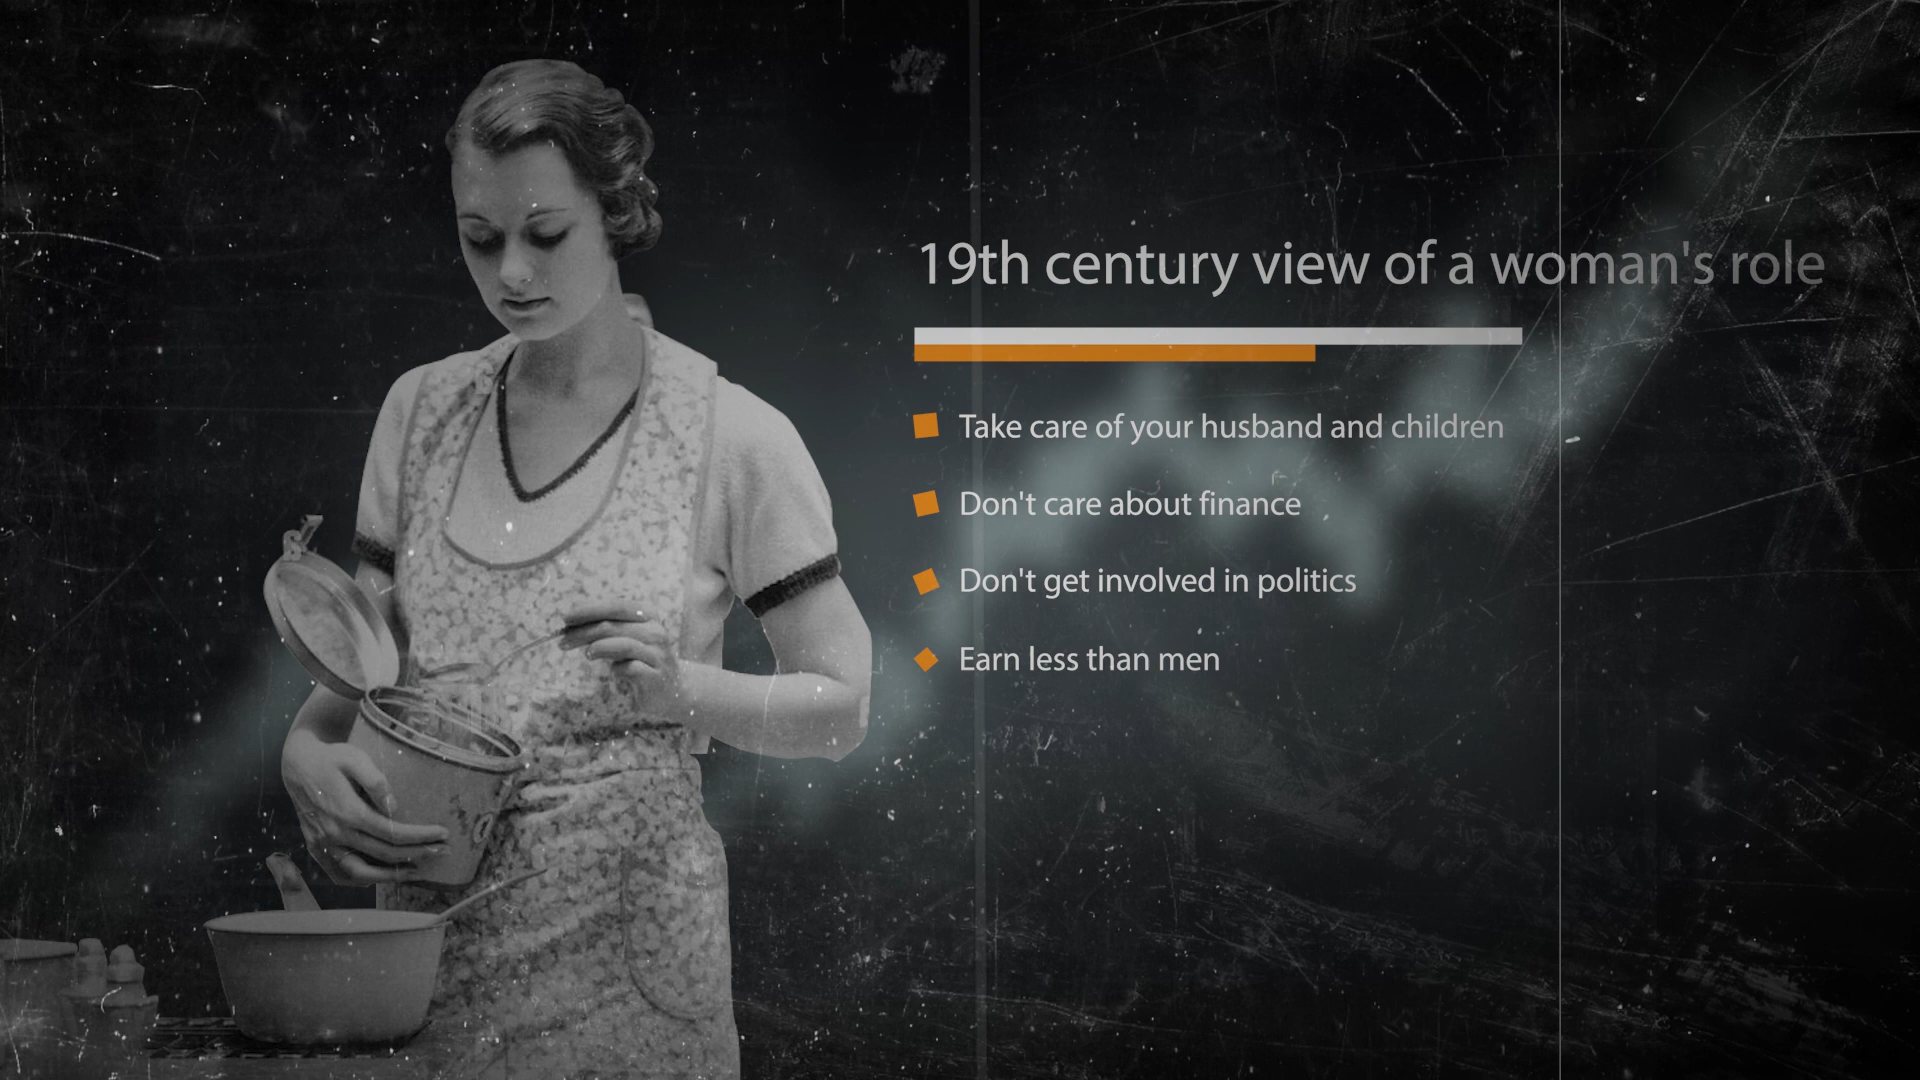 19th century view of a woman's role
Take care of your husband and children
Don't care about finance
Don't get involved in politics
Earn less than men